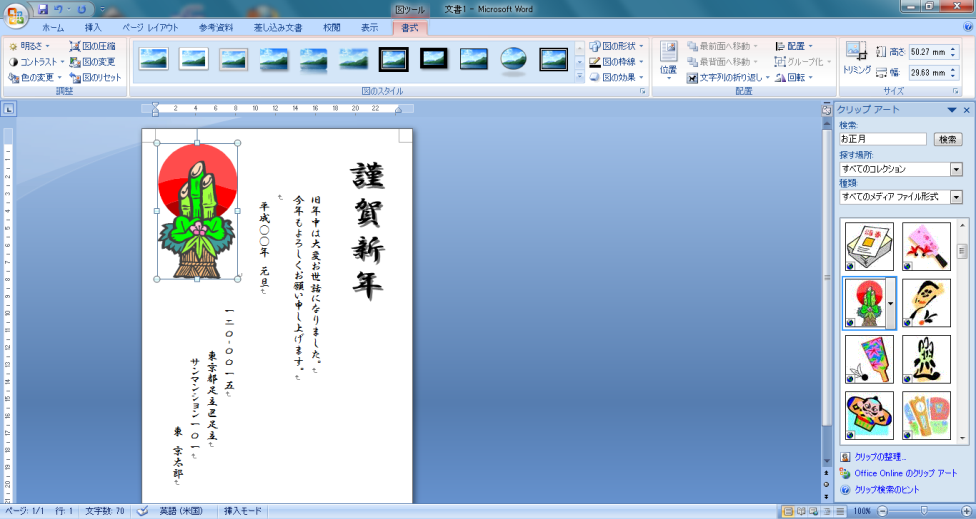 図ツール
文書1 - Microsoft Word
ホーム
挿入
ページ レイアウト
参考資料
差し込み文書
校閲
表示
書式
明るさ
コントラスト
色の変更
図の圧縮
図の変更
図のリセット
調整
図のスタイル
図の形状
図の枠線
図の効果
位置
最前面へ移動
最背面へ移動
文字列の折り返し
配置
グループ化
回転
配置
トリミング
高さ: 50.27 mm
幅: 29.63 mm
サイズ
2 4 6 8 10 12 14 16 18 20 22
謹賀新年
旧年中は大変お世話になりました。
今年もよろしくお願い申し上げます。
平成〇〇年 元旦
一二〇-〇〇一五
東京都足立区足立
サンマンション一〇一
東 京太郎
クリップ アート
検索:
お正月
検索
探す場所:
すべてのコレクション
種類:
すべてのメディア ファイル形式
クリップの整理...
Office Online のクリップ アート
クリップ検索のヒント
ページ: 1/1
行: 1
文字数: 70
英語 (米国)
挿入モード
100%